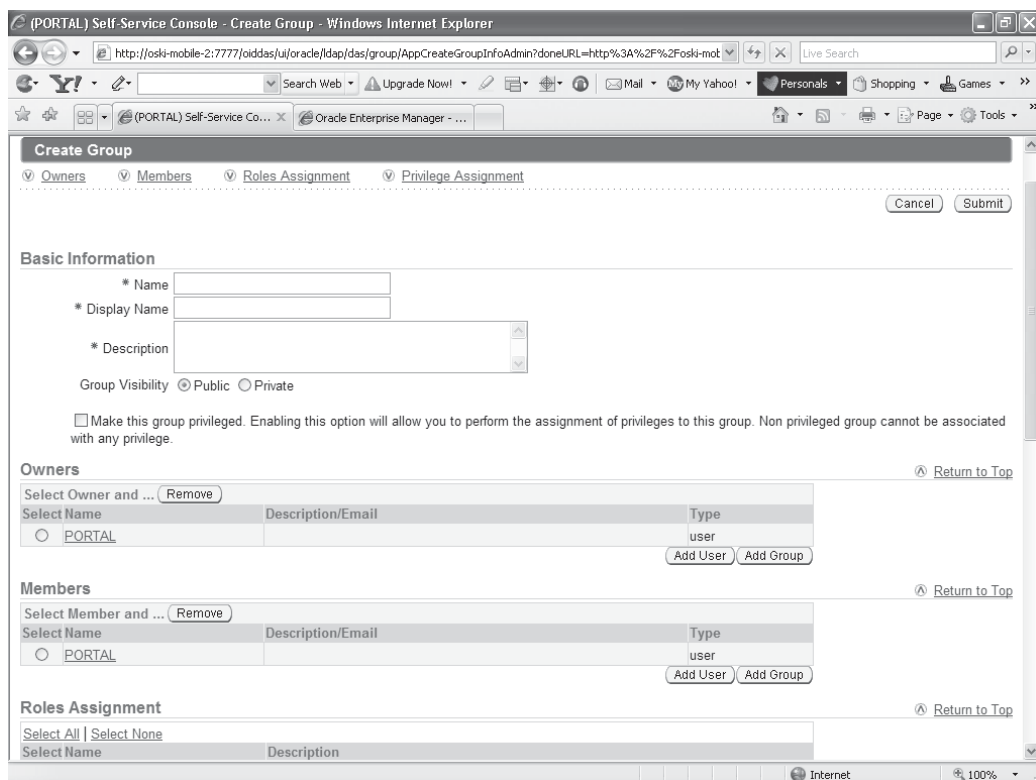 (PORTAL) Self-Service Console - Create Group - Windows Internet Explorer
http://oski-mobile-2:7777/oiddas/ui/oracle/ldap/das/group/AppCreateGroupInfoAdmin?doneURL=http%3A%2F%2Foski-mot
Live Search
Y! Search Web Upgrade Now! Mail My My Yahoo! Personals Shopping Games >>
(PORTAL) Self-Service Co... Oracle Enterprise Manager - ... Page Tools >>
Create Group
Owners Members Roles Assignment Privilege Assignment
Cancel Submit
Basic Information
* Name
* Display Name
* Description
Group Visibility Public Private
Make this group privileged. Enabling this option will allow you to perform the assignment of privileges to this group. Non privileged group cannot be associated
with any privilege.
Owners Return to Top
Select Owner and ... Remove
Select Name Description/Email Type
PORTAL user
Add User Add Group
Members Return to Top
Select Member and ... Remove
Select Name Description/Email Type
PORTAL user
Add User Add Group
Roles Assignment Return to Top
Select All | Select None
Select Name Description
Internet 100%